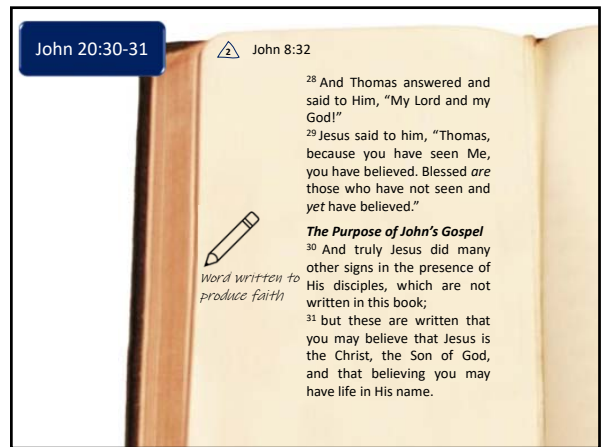 John 20:30-31
2 John 8:32
28 And Thomas answered and
said to Him, “My Lord and my
God!”
29 Jesus said to him, “Thomas,
because you have seen Me,
you have believed. Blessed are
those who have not seen and
yet have believed.”
The Purpose of John’s Gospel
30 And truly Jesus did many
other signs in the presence of
His disciples, which are not
written in this book;
31 but these are written that
you may believe that Jesus is
the Christ, the Son of God,
and that believing you may
have life in His name.
Word written to
produce faith